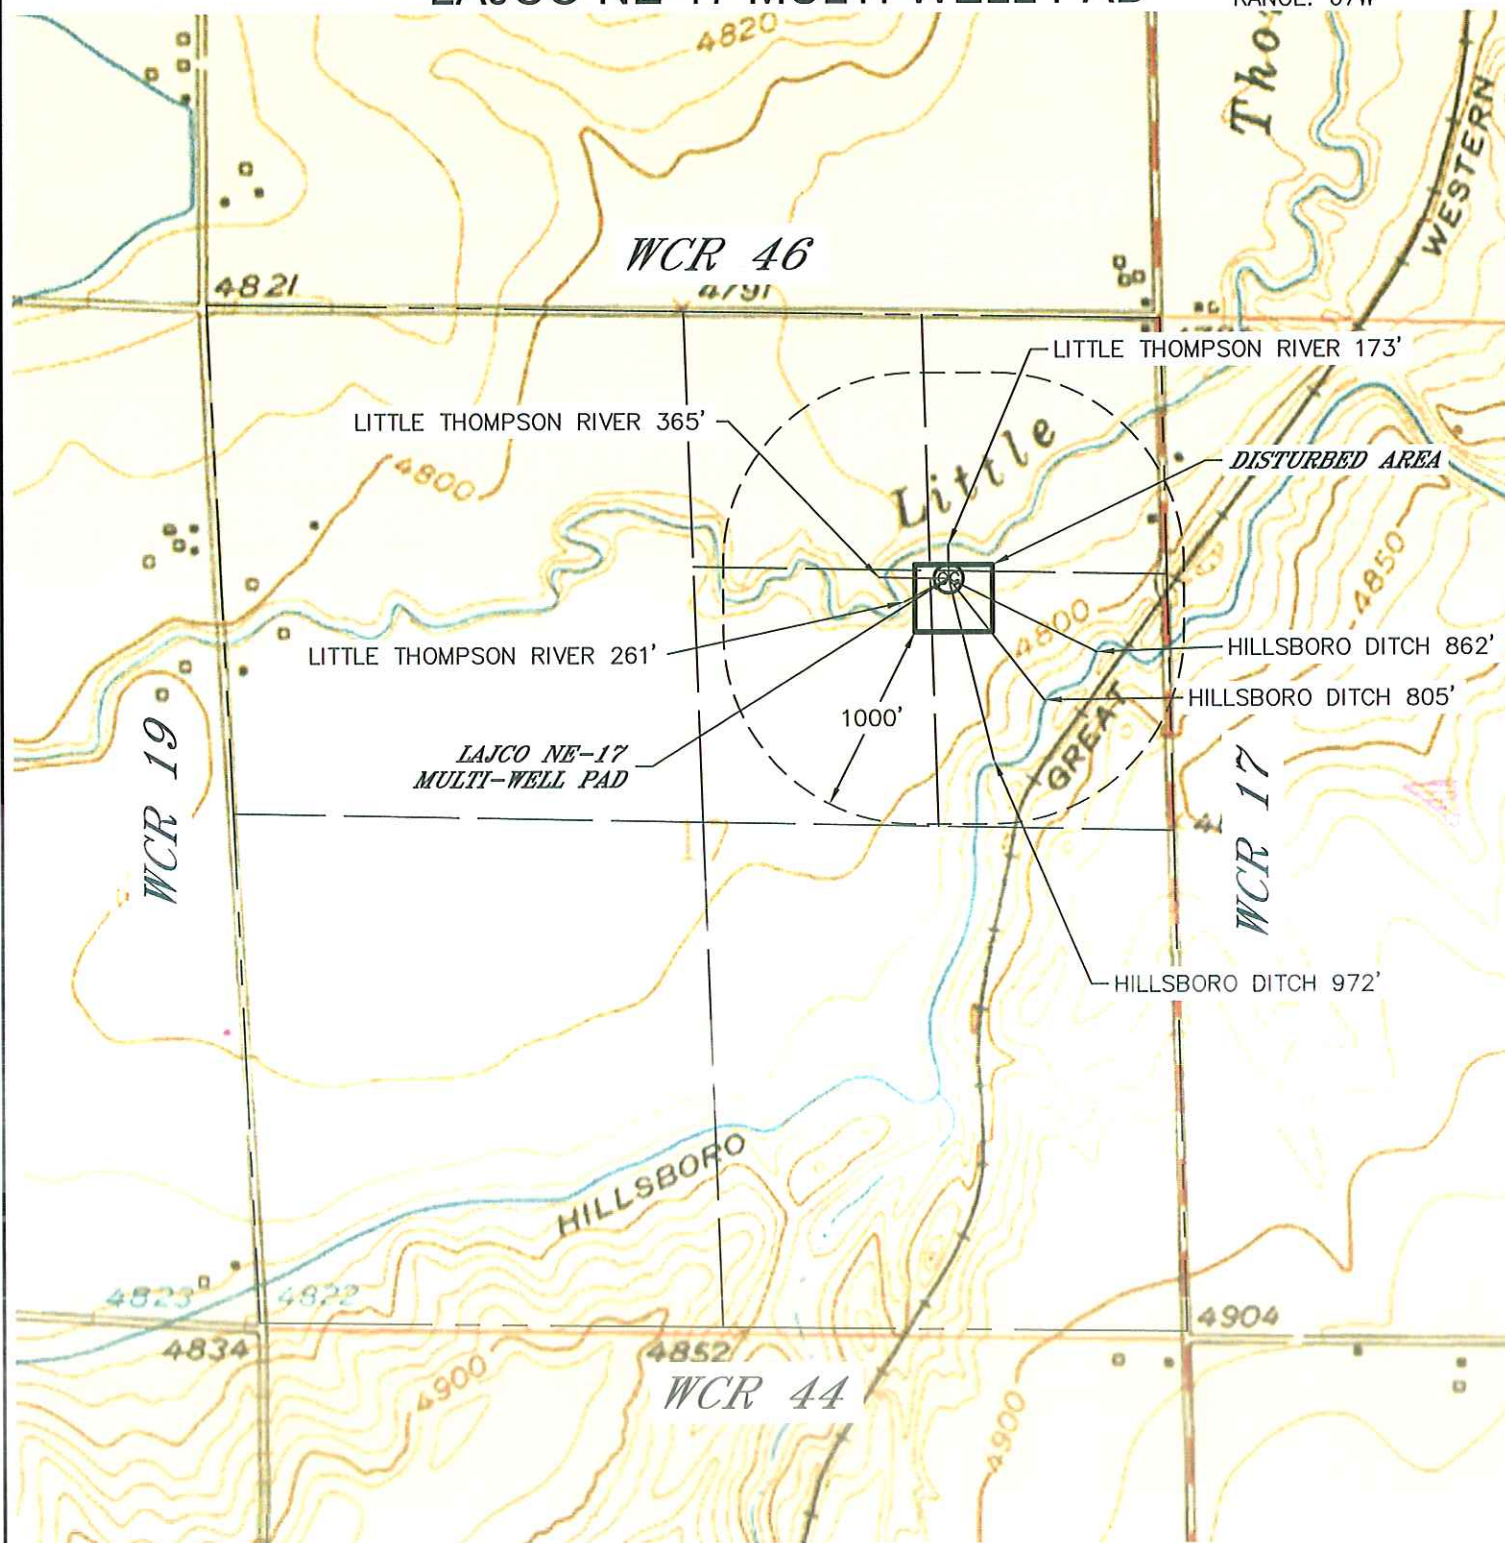 4820
WESTERN
WCR 46
4821
4791
LITTLE THOMPSON RIVER 173'
LITTLE THOMPSON RIVER 365'
Little
DISTURBED AREA
4800
4850
4800
LITTLE THOMPSON RIVER 261'
HILLSBORO DITCH 862'
HILLSBORO DITCH 805'
1000'
GREAT
LAJCO NE-17
MULTI-WELL PAD
WCR 19
WCR 17
17
HILLSBORO DITCH 972'
HILLSBORO
4823
4822
4834
4852
4904
4900
WCR 44
4900